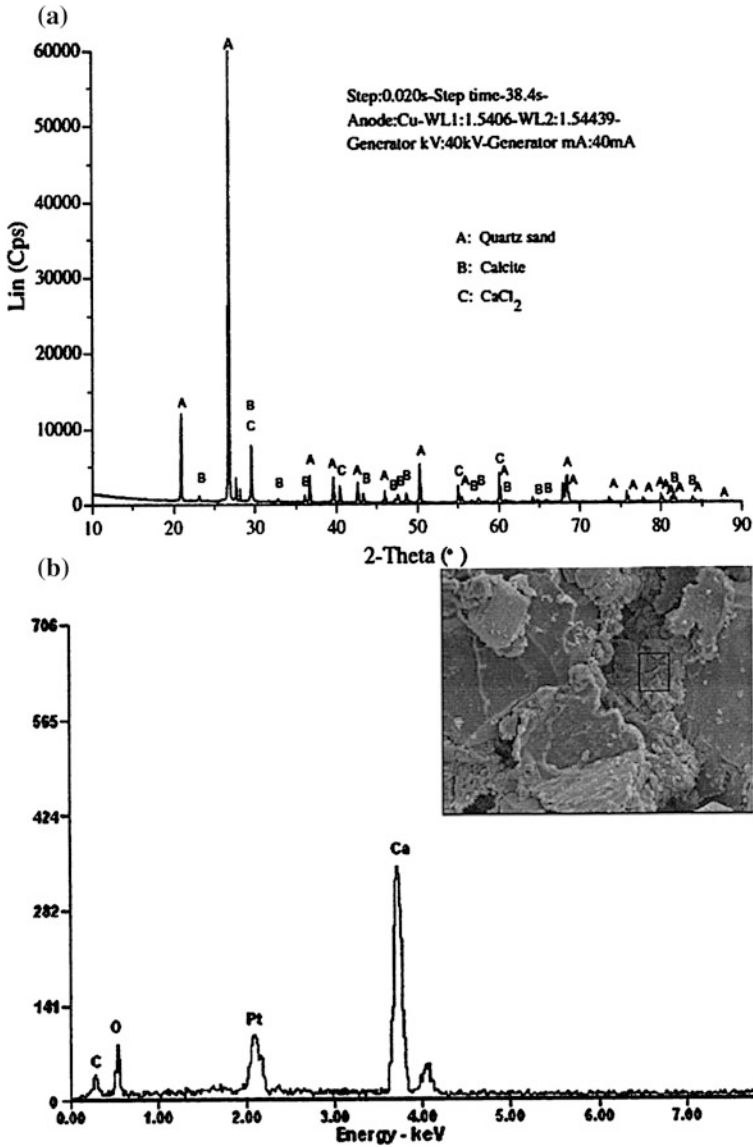 (a)
60000
50000
40000
30000
20000
10000
0
Lin (Cps)
Step:0.020s-Step time-38.4s-
Anode:Cu-WL1:1.5406-WL2:1.54439-
Generator kV:40kV-Generator mA:40mA
A: Quartz sand
B: Calcite
C: CaCl2
A
A
B
B
C
B
B
A
A
C
A
B
A
B
B
B
A
C
A
B
B
C
A
B
B
B
A
A
A
A
A
A
A
A
B
A
B
A
A
10 20 30 40 50 60 70 80 90
2-Theta (°)
(b)
706
565
424
282
141
0
C
O
Pt
Ca
0.00 1.00 2.00 3.00 4.00 5.00 6.00 7.00
Energy - keV